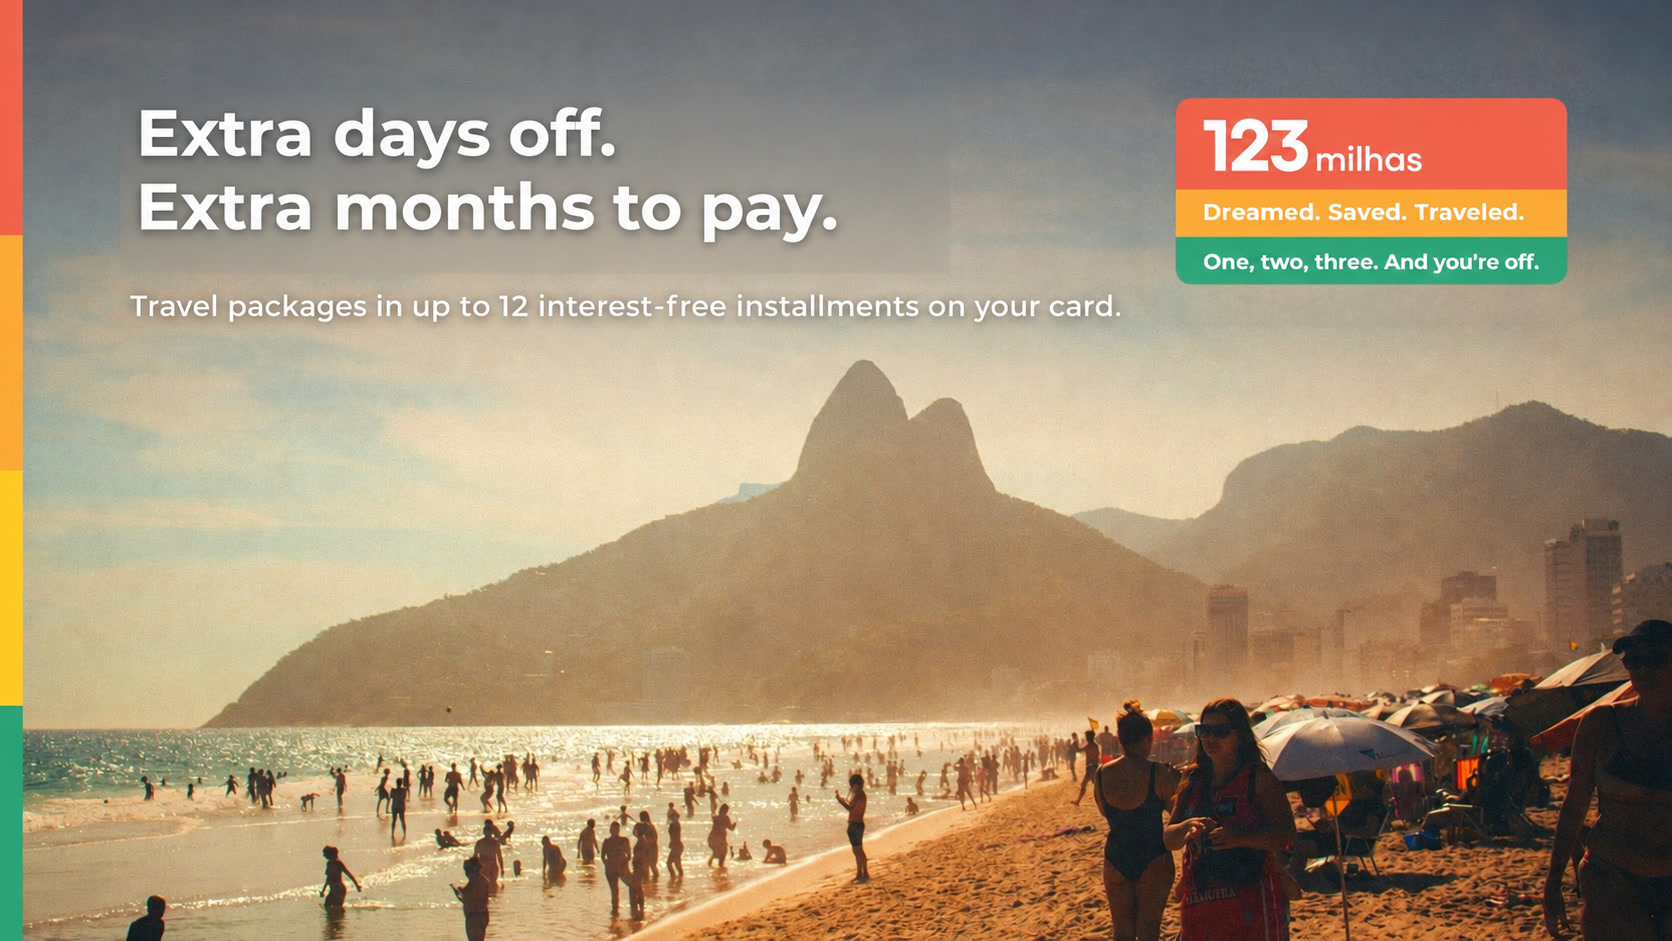 Extra days off.
Extra months to pay.
Travel packages in up to 12 interest-free installments on your card.
123 milhas
Dreamed. Saved. Traveled.
One, two, three. And you're off.